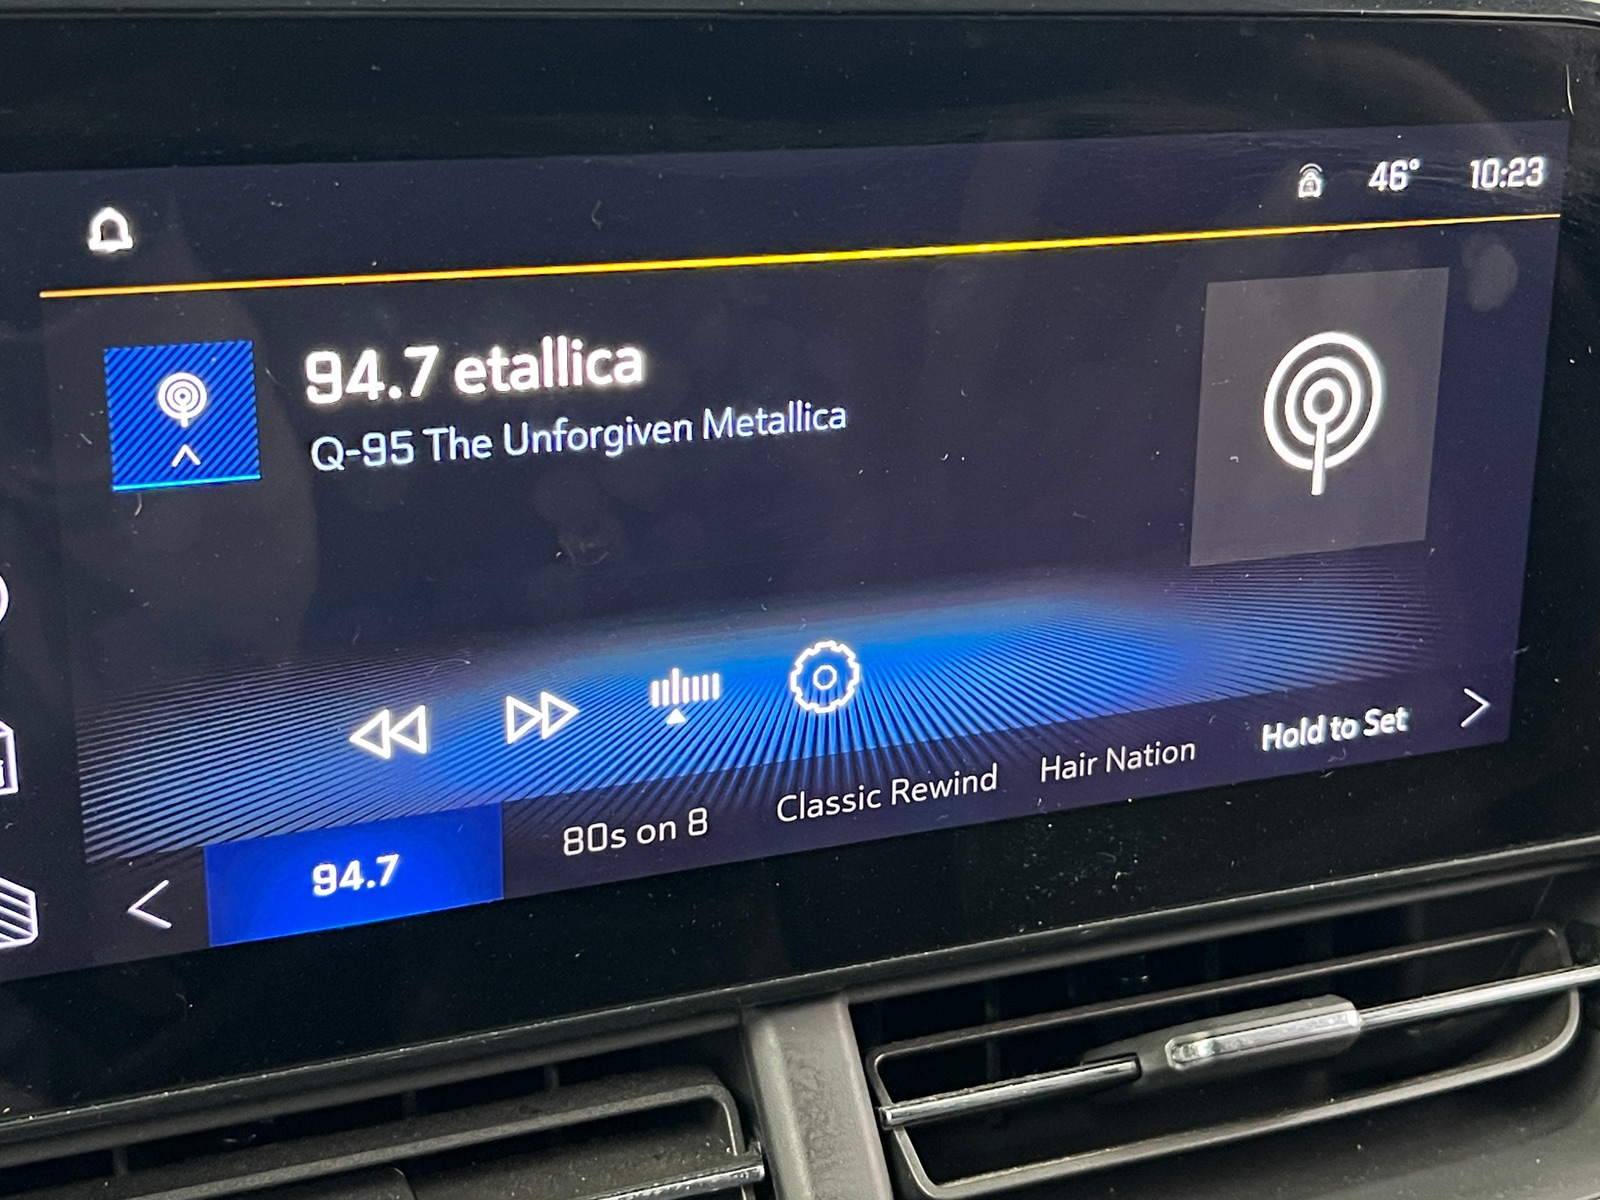 46° 10:23
94.7 etallica
Q-95 The Unforgiven Metallica
94.7 80s on 8 Classic Rewind Hair Nation Hold to Set